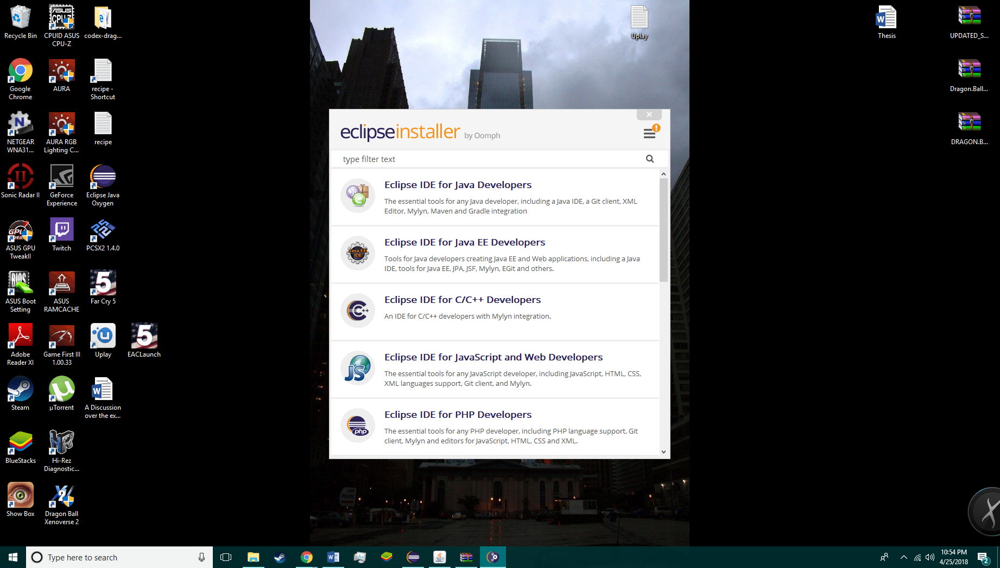 Recycle Bin
CPUID ASUS
CPU-Z
codex-drag...
Google
Chrome
AURA
recipe -
Shortcut
NETGEAR
WNA31...
AURA RGB
Lighting C...
recipe
Sonic Radar II
GeForce
Experience
Eclipse Java
Oxygen
ASUS GPU
TweakII
Twitch
PCSX2 1.4.0
ASUS Boot
Setting
ASUS
RAMCACHE
Far Cry 5
Adobe
Reader XI
Game First III
1.00.33
Uplay
EACLaunch
Steam
µTorrent
A Discussion
over the ex...
BlueStacks
Hi-Rez
Diagnostic...
Show Box
Dragon Ball
Xenoverse 2
Uplay
Thesis
UPDATED_S...
Dragon.Ball...
DRAGON.B...
eclipseinstaller by Oomph
type filter text
Eclipse IDE for Java Developers
The essential tools for any Java developer, including a Java IDE, a Git client, XML
Editor, Mylyn, Maven and Gradle integration
Java EE
IDE
Eclipse IDE for Java EE Developers
Tools for Java developers creating Java EE and Web applications, including a Java
IDE, tools for Java EE, JPA, JSF, Mylyn, EGit and others.
C++
Eclipse IDE for C/C++ Developers
An IDE for C/C++ developers with Mylyn integration.
JS
Eclipse IDE for JavaScript and Web Developers
The essential tools for any JavaScript developer, including JavaScript, HTML, CSS,
XML languages support, Git client, and Mylyn.
php
Eclipse IDE for PHP Developers
The essential tools for any PHP developer, including PHP language support, Git
client, Mylyn and editors for JavaScript, HTML, CSS and XML.
PARK
Type here to search
10:54 PM
4/25/2018
2